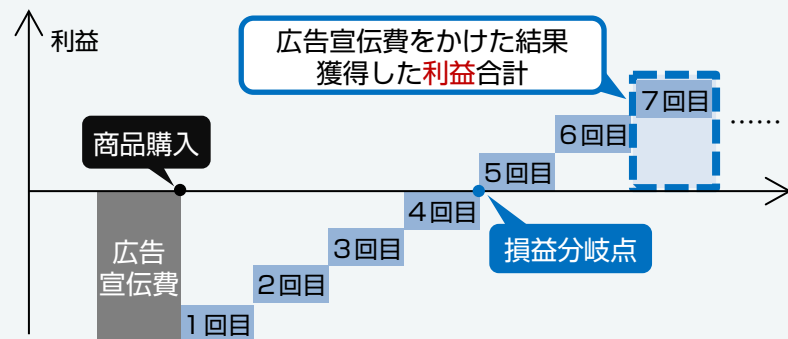 利益
広告宣伝費をかけた結果
獲得した利益合計
商品購入
広告
宣伝費
1回目
2回目
3回目
4回目
5回目
6回目
7回目
……
損益分岐点